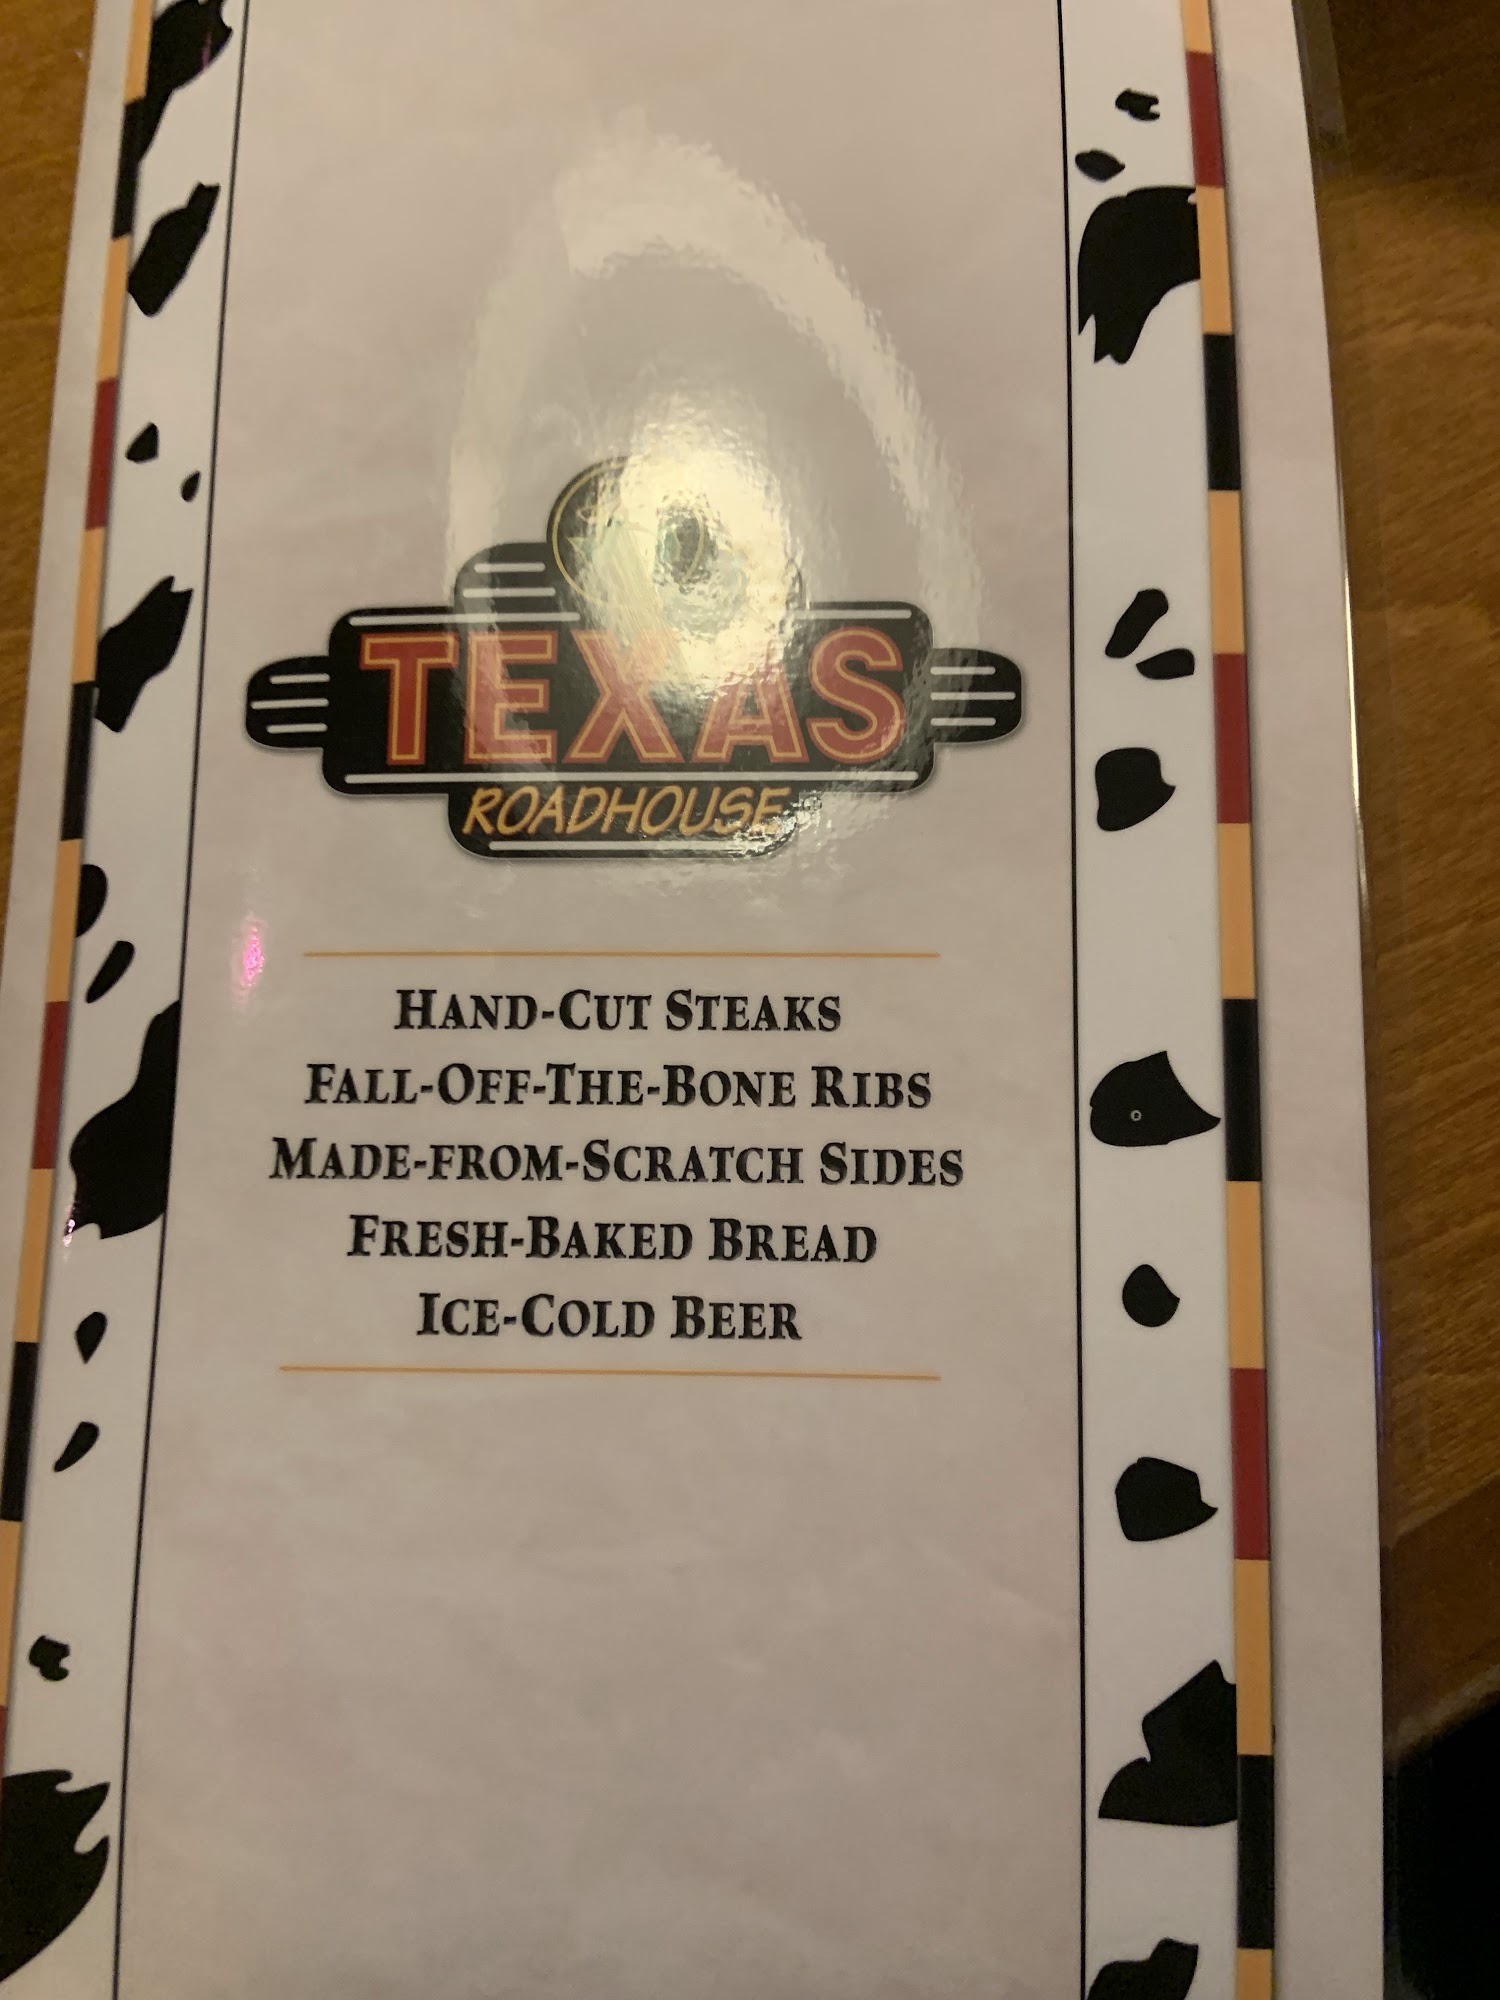 TEXAS
ROADHOUSE
HAND-CUT STEAKS
FALL-OFF-THE-BONE RIBS
MADE-FROM-SCRATCH SIDES
FRESH-BAKED BREAD
ICE-COLD BEER